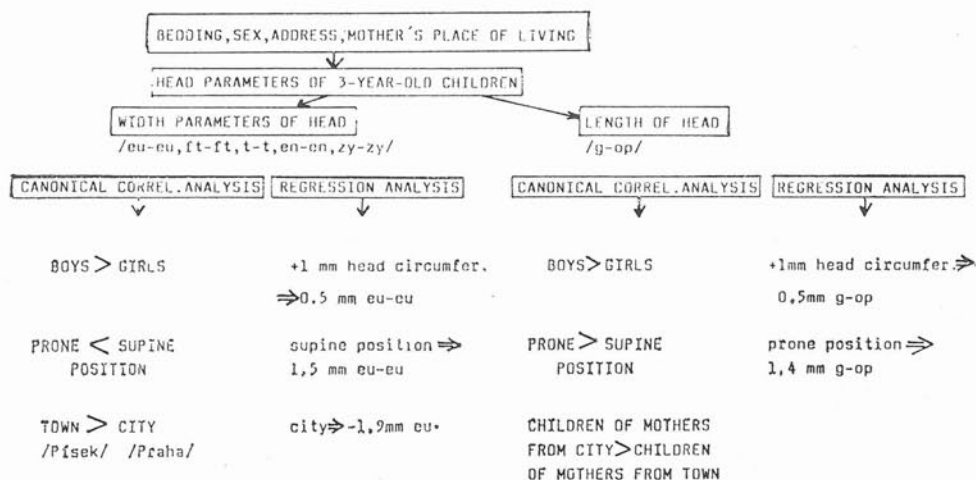 BEDDING,SEX,ADDRESS,MOTHER'S PLACE OF LIVING
.HEAD PARAMETERS OF 3-YEAR-OLD CHILDREN
WIDTH PARAMETERS OF HEAD
/eu-eu,ft-ft,t-t,en-en,zy-zy/
LENGTH OF HEAD
/g-op/
CANONICAL CORREL.ANALYSIS
BOYS > GIRLS
PRONE < SUPINE
POSITION
TOWN > CITY
/Písek/ /Praha/
REGRESSION ANALYSIS
+1 mm head circumfer.
⇒0.5 mm eu-eu
supine position ⇒
1,5 mm eu-eu
city⇒-1,9mm eu-
CANONICAL CORREL.ANALYSIS
BOYS>GIRLS
PRONE > SUPINE
POSITION
CHILDREN OF MOTHERS
FROM CITY>CHILDREN
OF MOTHERS FROM TOWN
REGRESSION ANALYSIS
+1mm head circumfer.⇒
0,5mm g-op
prone position ⇒
1,4 mm g-op